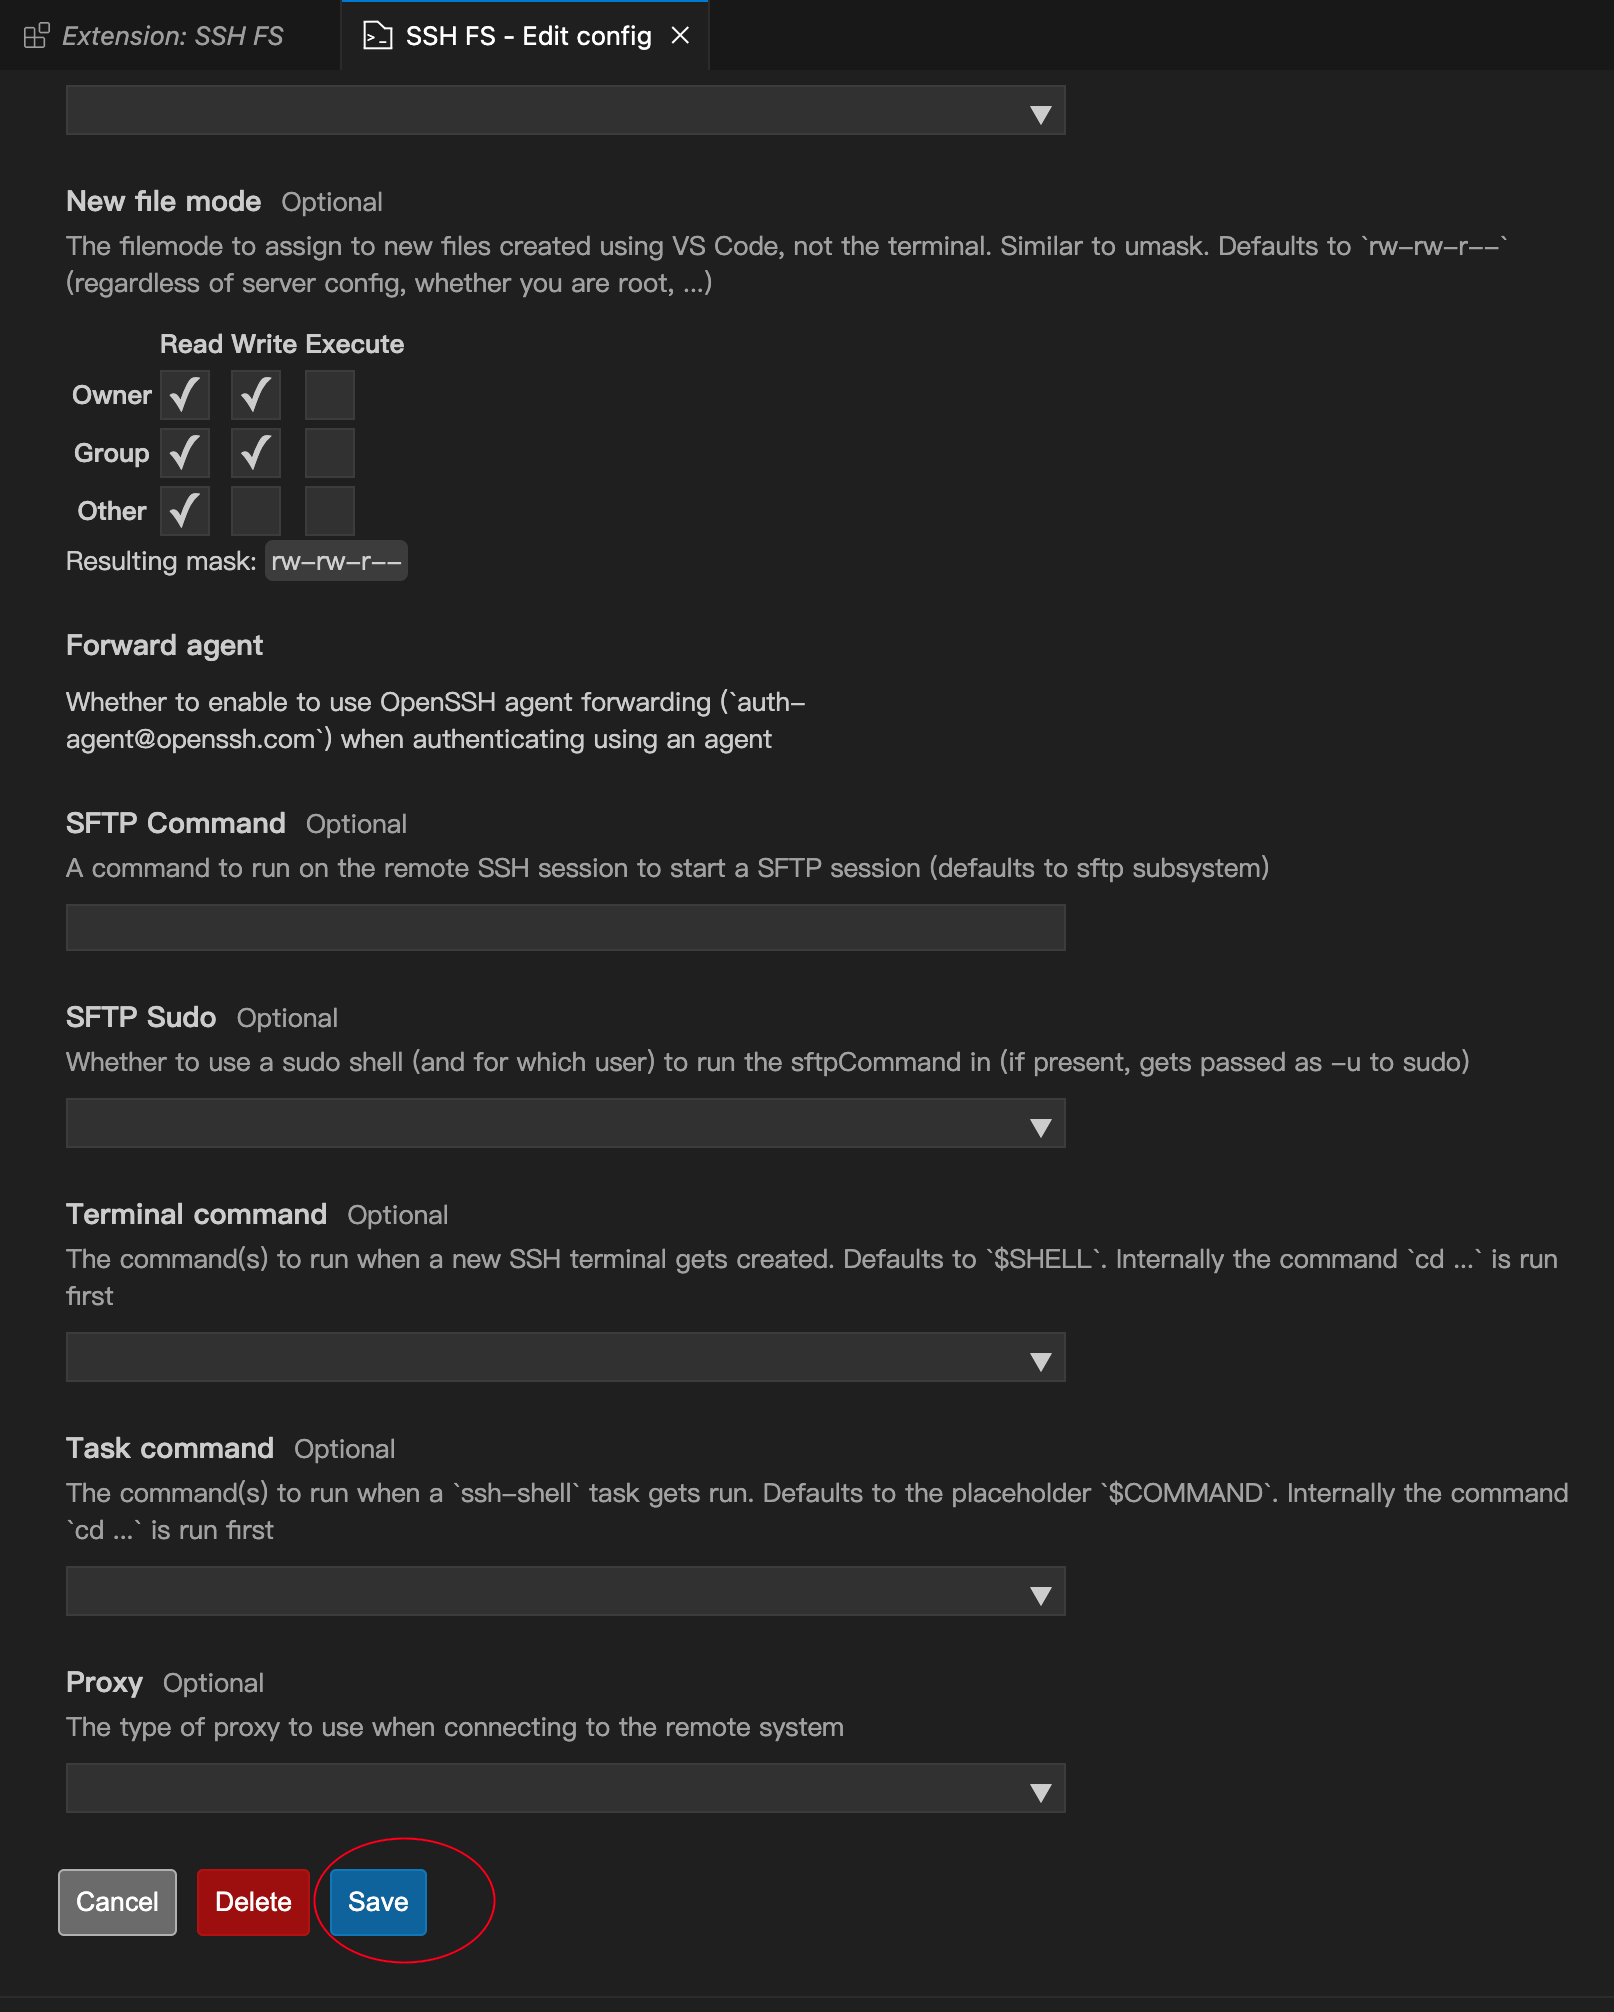 Extension: SSH FS
SSH FS - Edit config
New file mode Optional
The filemode to assign to new files created using VS Code, not the terminal. Similar to umask. Defaults to `rw-rw-r--`
(regardless of server config, whether you are root, ...)
Read Write Execute
Owner
Group
Other
Resulting mask: rw-rw-r--
Forward agent
Whether to enable to use OpenSSH agent forwarding (`auth-
agent@openssh.com`) when authenticating using an agent
SFTP Command Optional
A command to run on the remote SSH session to start a SFTP session (defaults to sftp subsystem)
SFTP Sudo Optional
Whether to use a sudo shell (and for which user) to run the sftpCommand in (if present, gets passed as -u to sudo)
Terminal command Optional
The command(s) to run when a new SSH terminal gets created. Defaults to `$SHELL`. Internally the command `cd ...` is run
first
Task command Optional
The command(s) to run when a `ssh-shell` task gets run. Defaults to the placeholder `$COMMAND`. Internally the command
`cd ...` is run first
Proxy Optional
The type of proxy to use when connecting to the remote system
Cancel Delete Save